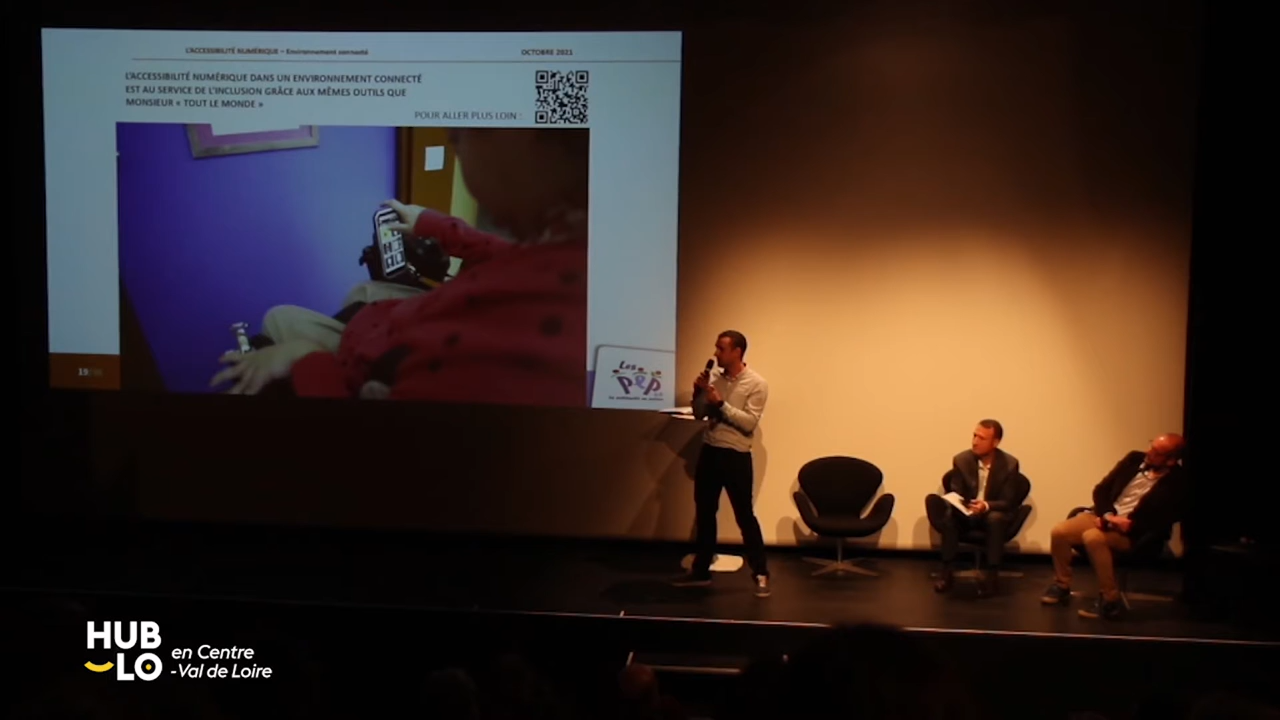 L'ACCESSIBILITÉ NUMÉRIQUE – Environnement connecté
OCTOBRE 2021
L'ACCESSIBILITÉ NUMÉRIQUE DANS UN ENVIRONNEMENT CONNECTÉ
EST AU SERVICE DE L'INCLUSION GRÂCE AUX MÊMES OUTILS QUE
MONSIEUR « TOUT LE MONDE »
POUR ALLER PLUS LOIN :
19
Les
PEP
HUB
LO
en Centre
-Val de Loire